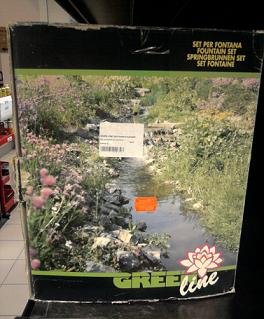 SET PER FONTANA
FOUNTAIN SET
SPRINGBRUNNEN SET
SET FONTAINE
GREEN
line